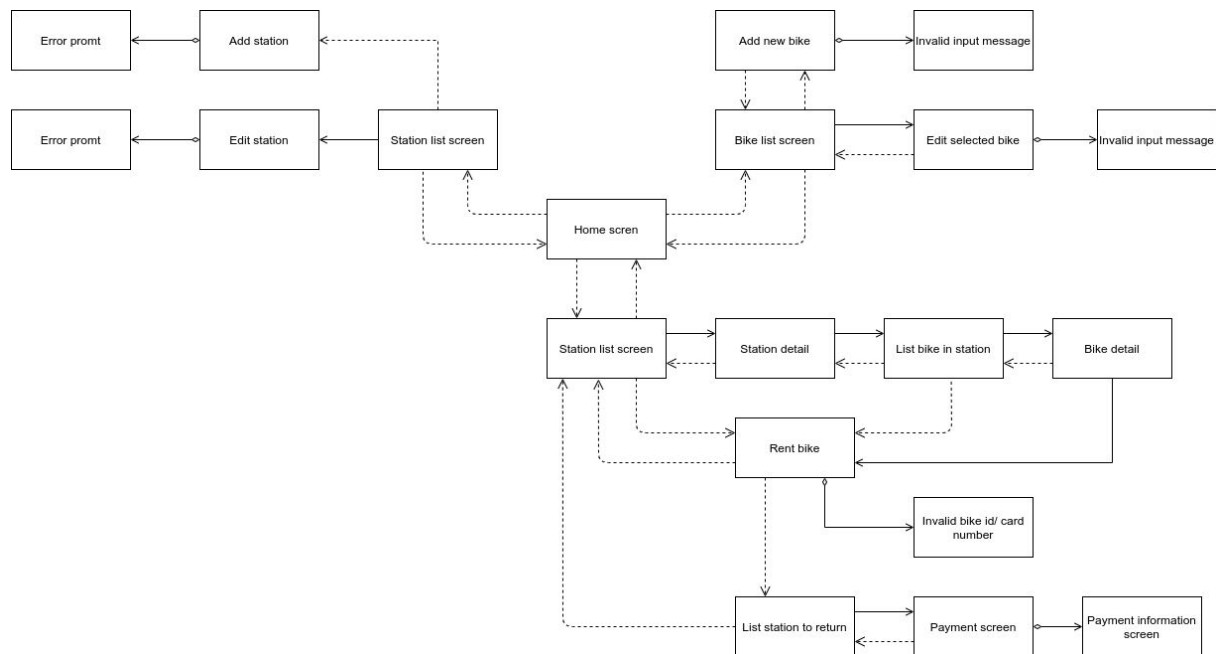 Error promt
Add station
Add new bike
Invalid input message
Error promt
Edit station
Station list screen
Bike list screen
Edit selected bike
Invalid input message
Home scren
Station list screen
Station detail
List bike in station
Bike detail
Rent bike
Invalid bike id/ card
number
List station to return
Payment screen
Payment information
screen